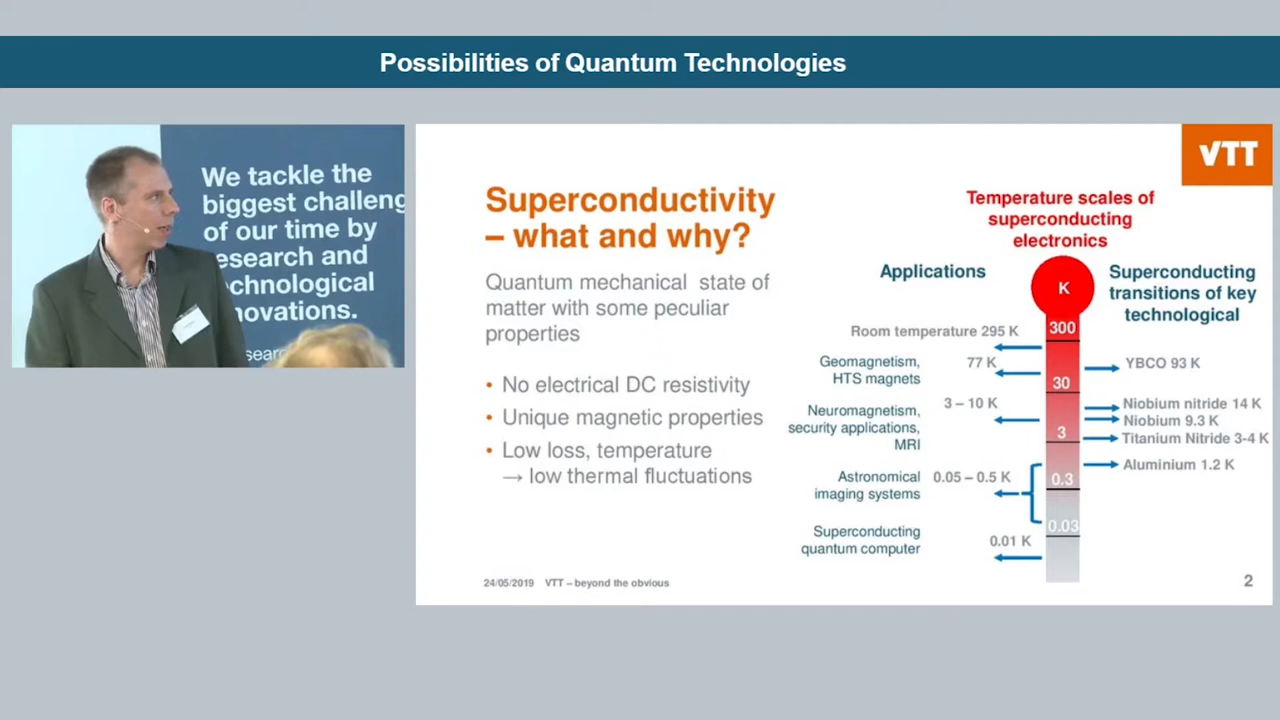 Possibilities of Quantum Technologies
We tackle the
biggest challeng
of our time by
esearch and
chnological
novations.
sear
VTT
Superconductivity
– what and why?
Quantum mechanical state of
matter with some peculiar
properties
• No electrical DC resistivity
• Unique magnetic properties
• Low loss, temperature
→ low thermal fluctuations
Temperature scales of
superconducting
electronics
Applications
K
Superconducting
transitions of key
technological
Room temperature 295 K
300
Geomagnetism,
HTS magnets
77 K
30
YBCO 93 K
Neuromagnetism,
security applications,
MRI
3 – 10 K
3
Niobium nitride 14 K
Niobium 9.3 K
Titanium Nitride 3-4 K
Aluminium 1.2 K
Astronomical
imaging systems
0.05 – 0.5 K
0.3
0.03
Superconducting
quantum computer
0.01 K
24/05/2019 VTT – beyond the obvious
2